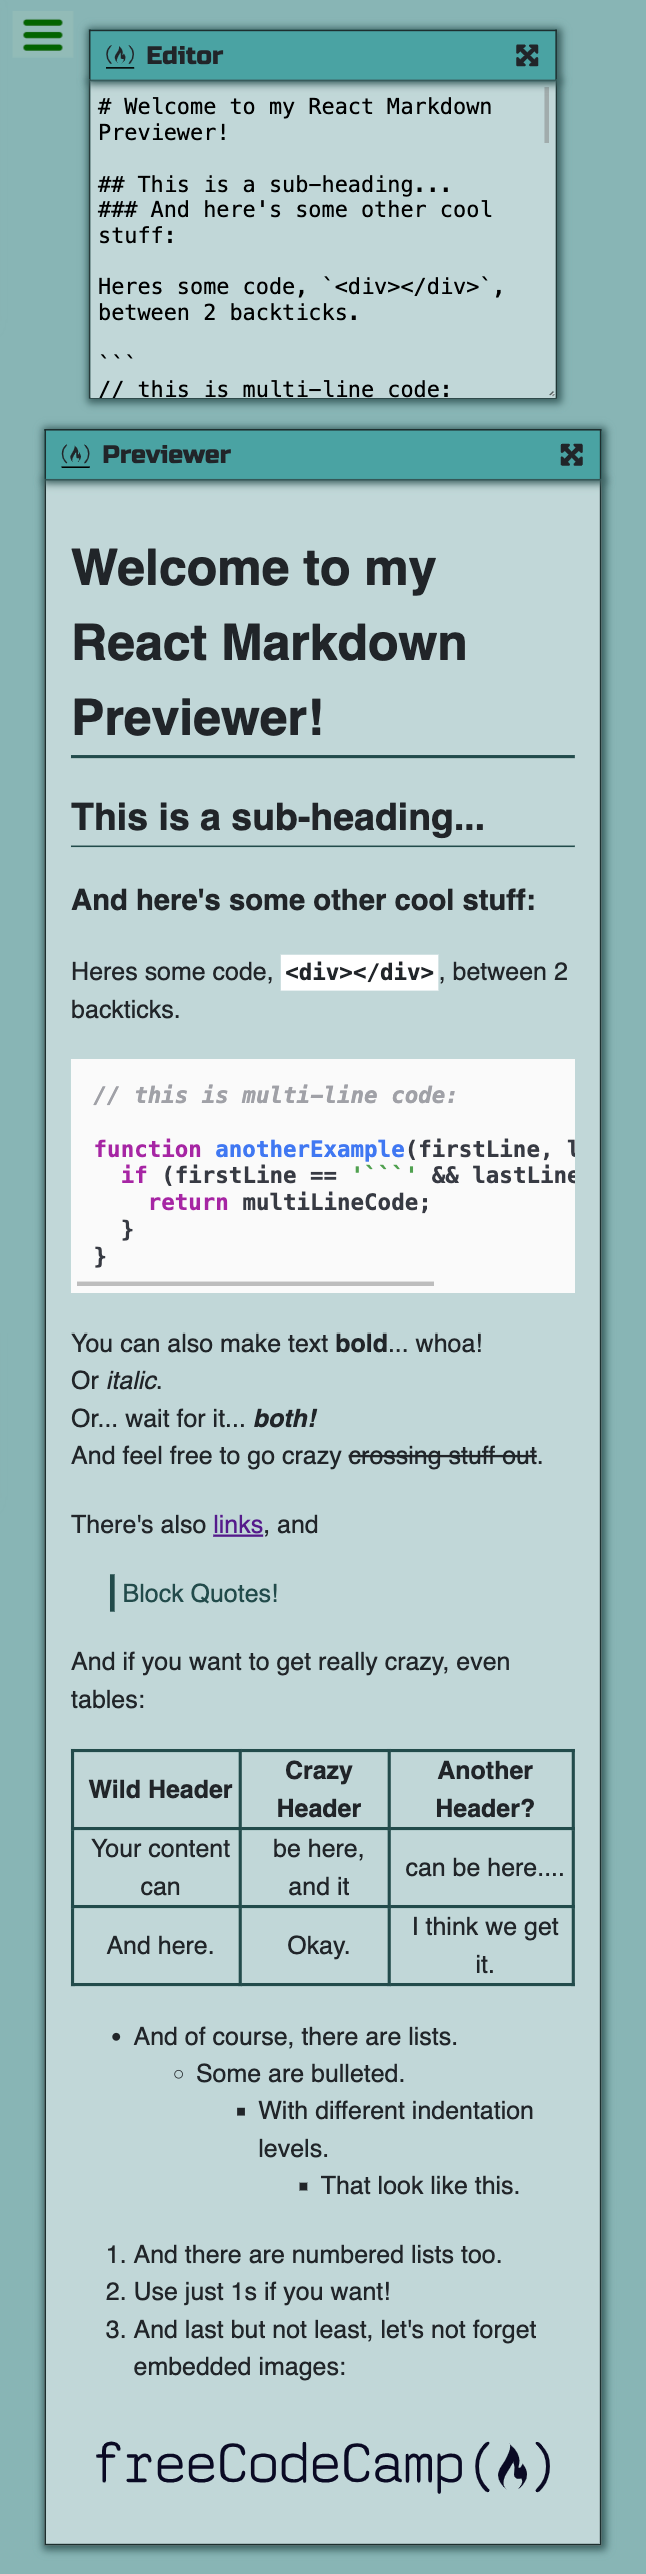 Editor
# Welcome to my React Markdown
Previewer!
## This is a sub-heading...
### And here's some other cool
stuff:
Heres some code, `<div></div>`,
between 2 backticks.
```
// this is multi-line code:
Previewer
Welcome to my
React Markdown
Previewer!
This is a sub-heading...
And here's some other cool stuff:
Heres some code, <div></div>, between 2
backticks.
// this is multi-line code:
function anotherExample(firstLine, l
if (firstLine == '```' && lastLine
return multiLineCode;
}
}
You can also make text bold... whoa!
Or italic.
Or... wait for it... both!
And feel free to go crazy crossing stuff out.
There's also links, and
Block Quotes!
And if you want to get really crazy, even
tables:
Wild Header
Crazy
Header
Another
Header?
Your content
can
be here,
and it
can be here....
And here.
Okay.
I think we get
it.
And of course, there are lists.
Some are bulleted.
With different indentation
levels.
That look like this.
1. And there are numbered lists too.
2. Use just 1s if you want!
3. And last but not least, let's not forget
embedded images:
freeCodeCamp